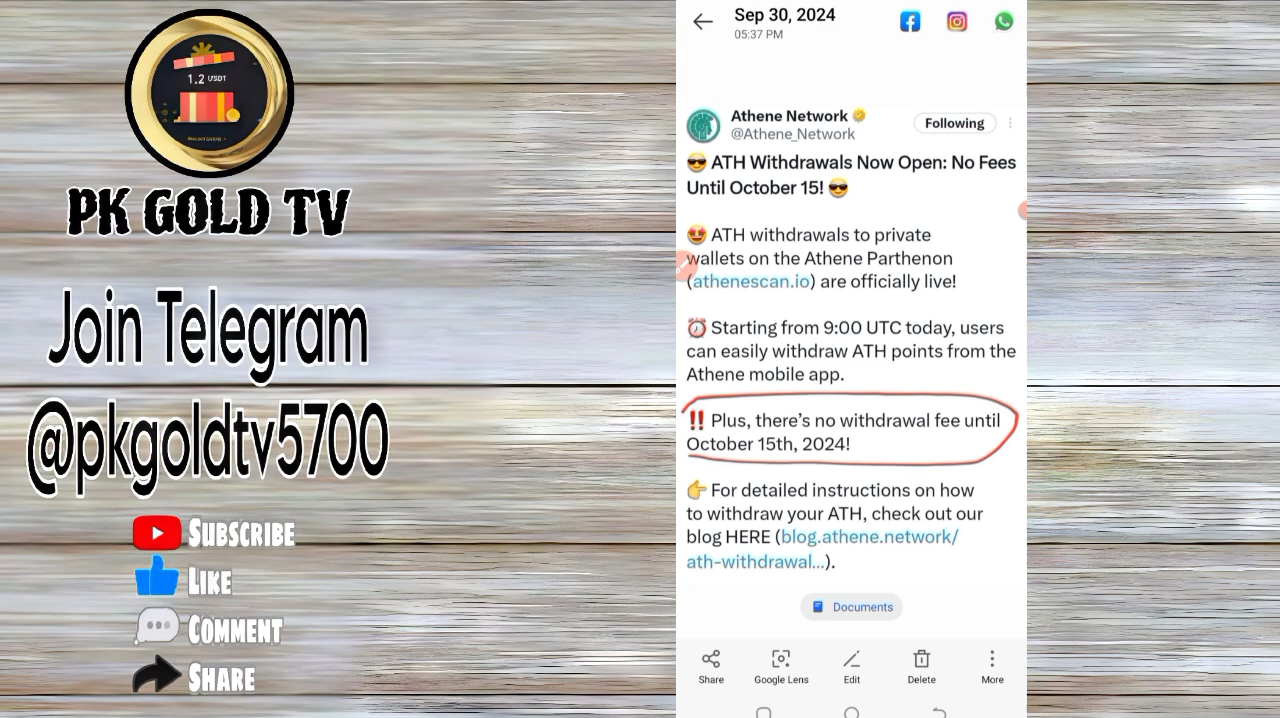 1.2 USDT
PK GOLD TV
Join Telegram
@pkgoldtv5700
SUBSCRIBE
LIKE
COMMENT
SHARE
Sep 30, 2024
05:37 PM
Athene Network
@Athene_Network
Following
😎 ATH Withdrawals Now Open: No Fees
Until October 15! 😎
🤩 ATH withdrawals to private
wallets on the Athene Parthenon
(athenescan.io) are officially live!
⏰ Starting from 9:00 UTC today, users
can easily withdraw ATH points from the
Athene mobile app.
‼️ Plus, there’s no withdrawal fee until
October 15th, 2024!
👉 For detailed instructions on how
to withdraw your ATH, check out our
blog HERE (blog.athene.network/
ath-withdrawal...).
Documents
Share
Google Lens
Edit
Delete
More